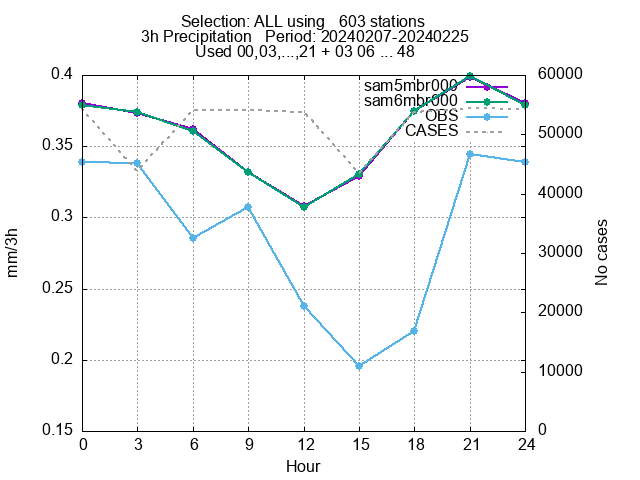 Selection: ALL using   603 stations
3h Precipitation   Period: 20240207-20240225
Used 00,03,...,21 + 03 06 ... 48
sam5mbr000
sam6mbr000
OBS
CASES
0.4
0.35
0.3
0.25
0.2
0.15
mm/3h
60000
50000
40000
30000
20000
10000
0
No cases
0 3 6 9 12 15 18 21 24
Hour